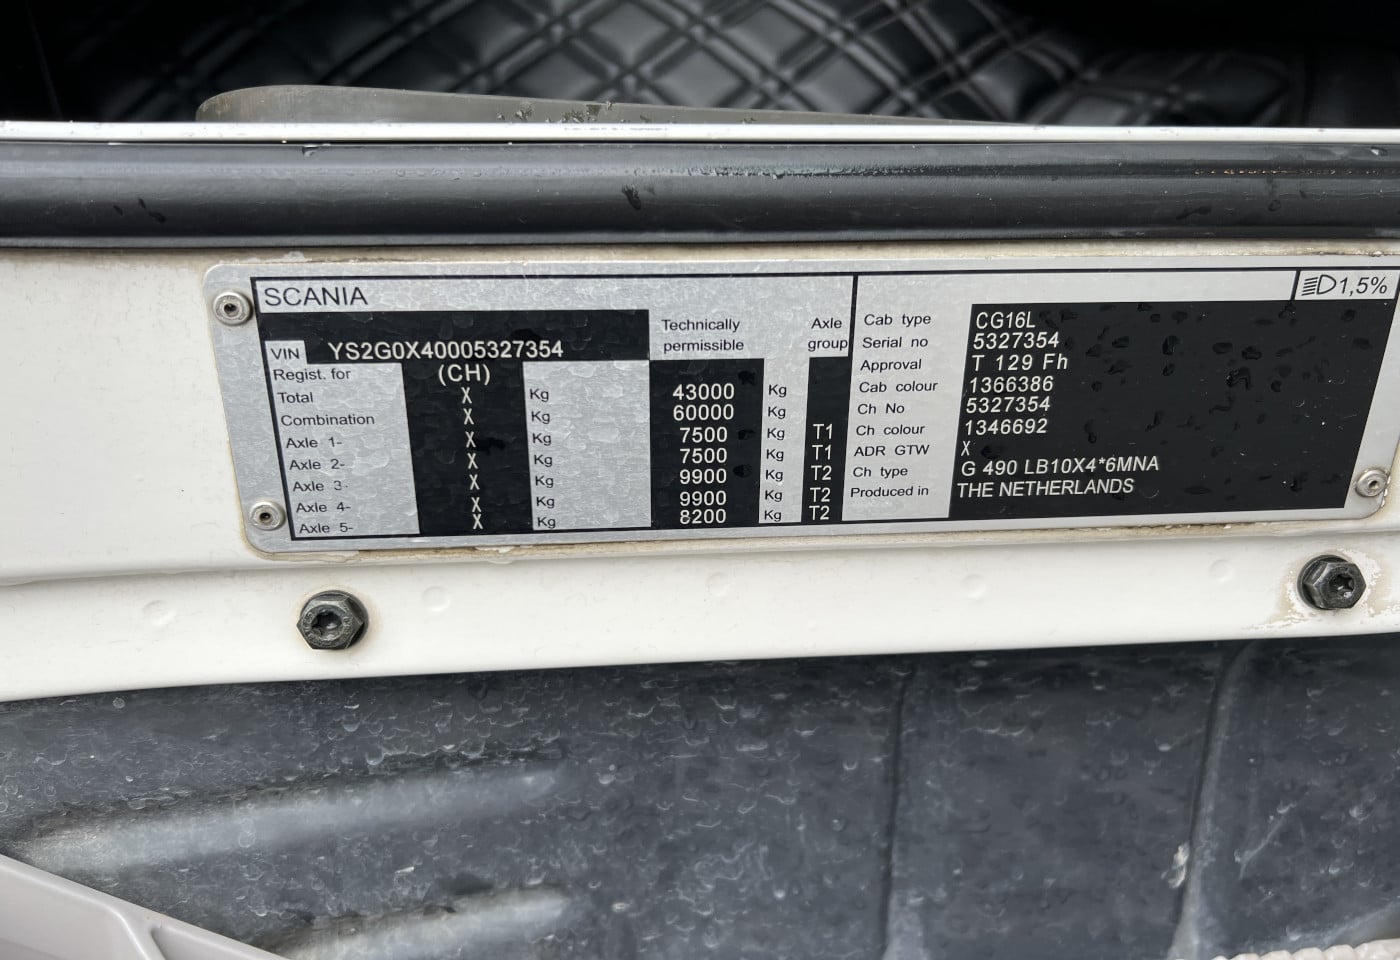 SCANIA
1,5%
VIN YS2G0X40005327354
Technically permissible
Axle group
Regist. for (CH)
Total X Kg 43000 Kg
Combination X Kg 60000 Kg
Axle 1- X Kg 7500 Kg T1
Axle 2- X Kg 7500 Kg T1
Axle 3- X Kg 9900 Kg T2
Axle 4- X Kg 9900 Kg T2
Axle 5- X Kg 8200 Kg T2
Cab type CG16L
Serial no 5327354
Approval T 129 Fh
Cab colour 1366386
Ch No 5327354
Ch colour 1346692
ADR GTW X
Ch type G 490 LB10X4*6MNA
Produced in THE NETHERLANDS